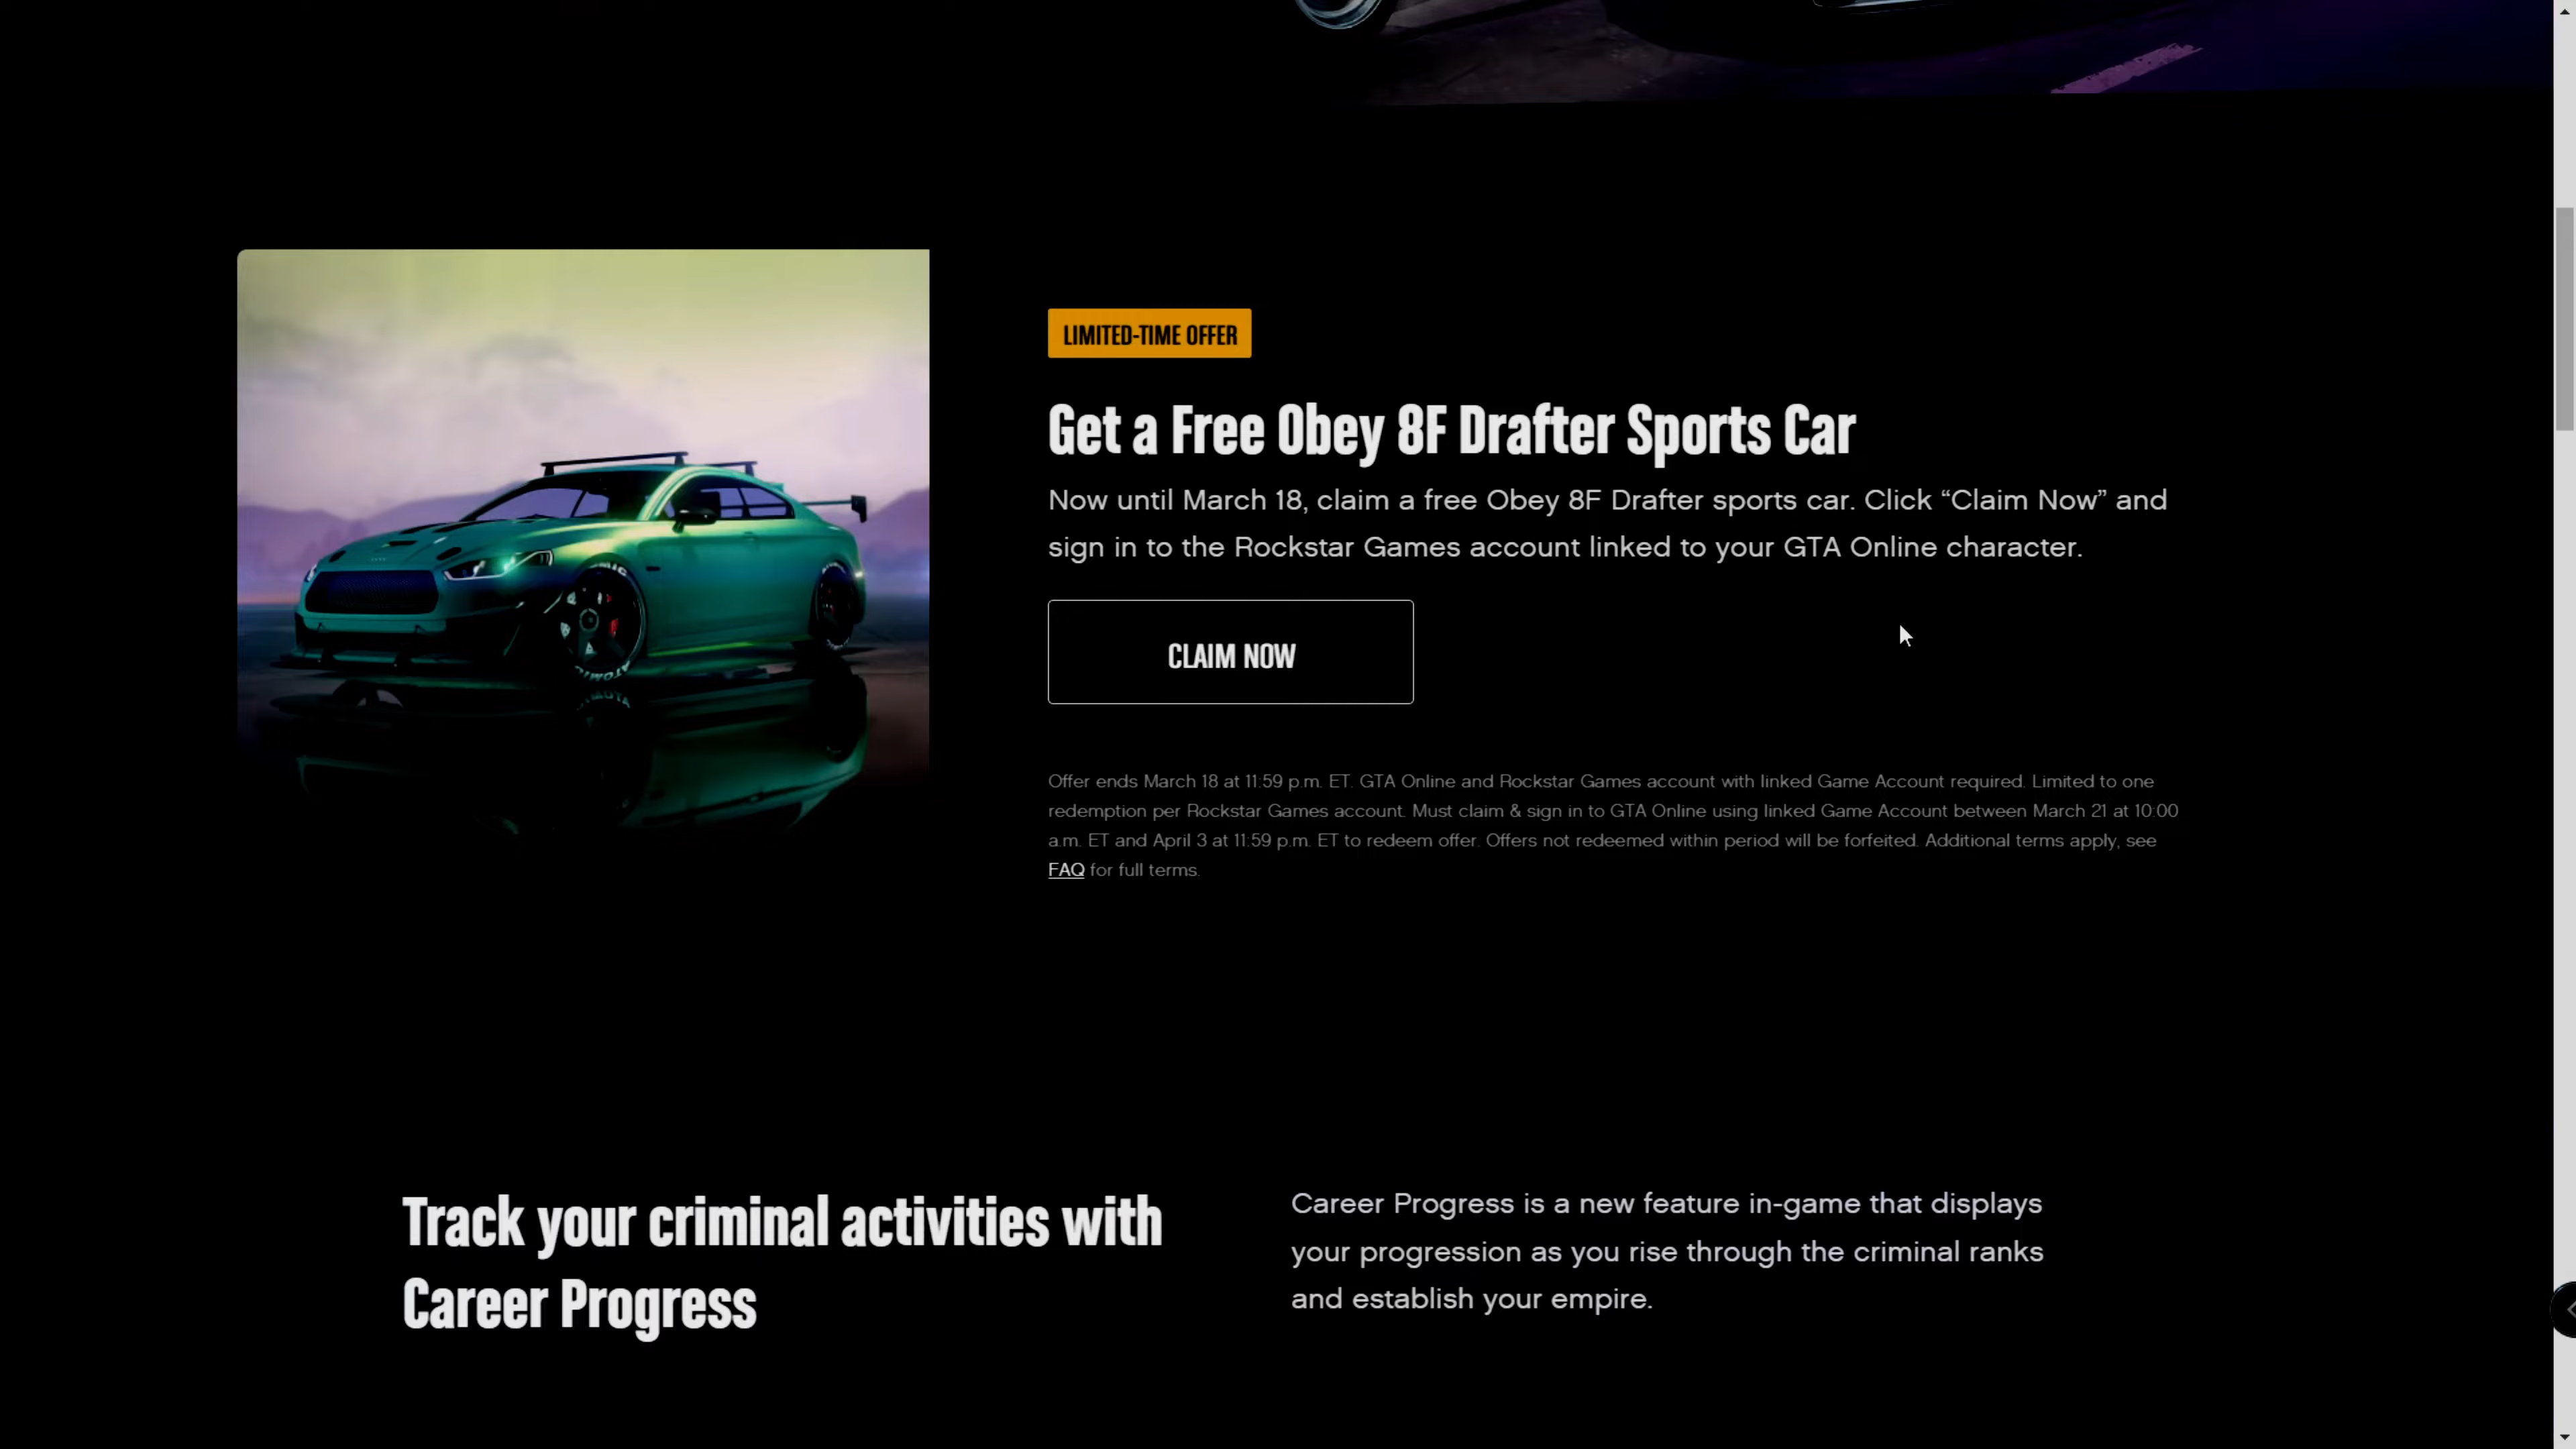 LIMITED-TIME OFFER
Get a Free Obey 8F Drafter Sports Car
Now until March 18, claim a free Obey 8F Drafter sports car. Click “Claim Now” and
sign in to the Rockstar Games account linked to your GTA Online character.
CLAIM NOW
Offer ends March 18 at 11:59 p.m. ET. GTA Online and Rockstar Games account with linked Game Account required. Limited to one
redemption per Rockstar Games account. Must claim & sign in to GTA Online using linked Game Account between March 21 at 10:00
a.m. ET and April 3 at 11:59 p.m. ET to redeem offer. Offers not redeemed within period will be forfeited. Additional terms apply, see
FAQ for full terms.
Track your criminal activities with
Career Progress
Career Progress is a new feature in-game that displays
your progression as you rise through the criminal ranks
and establish your empire.